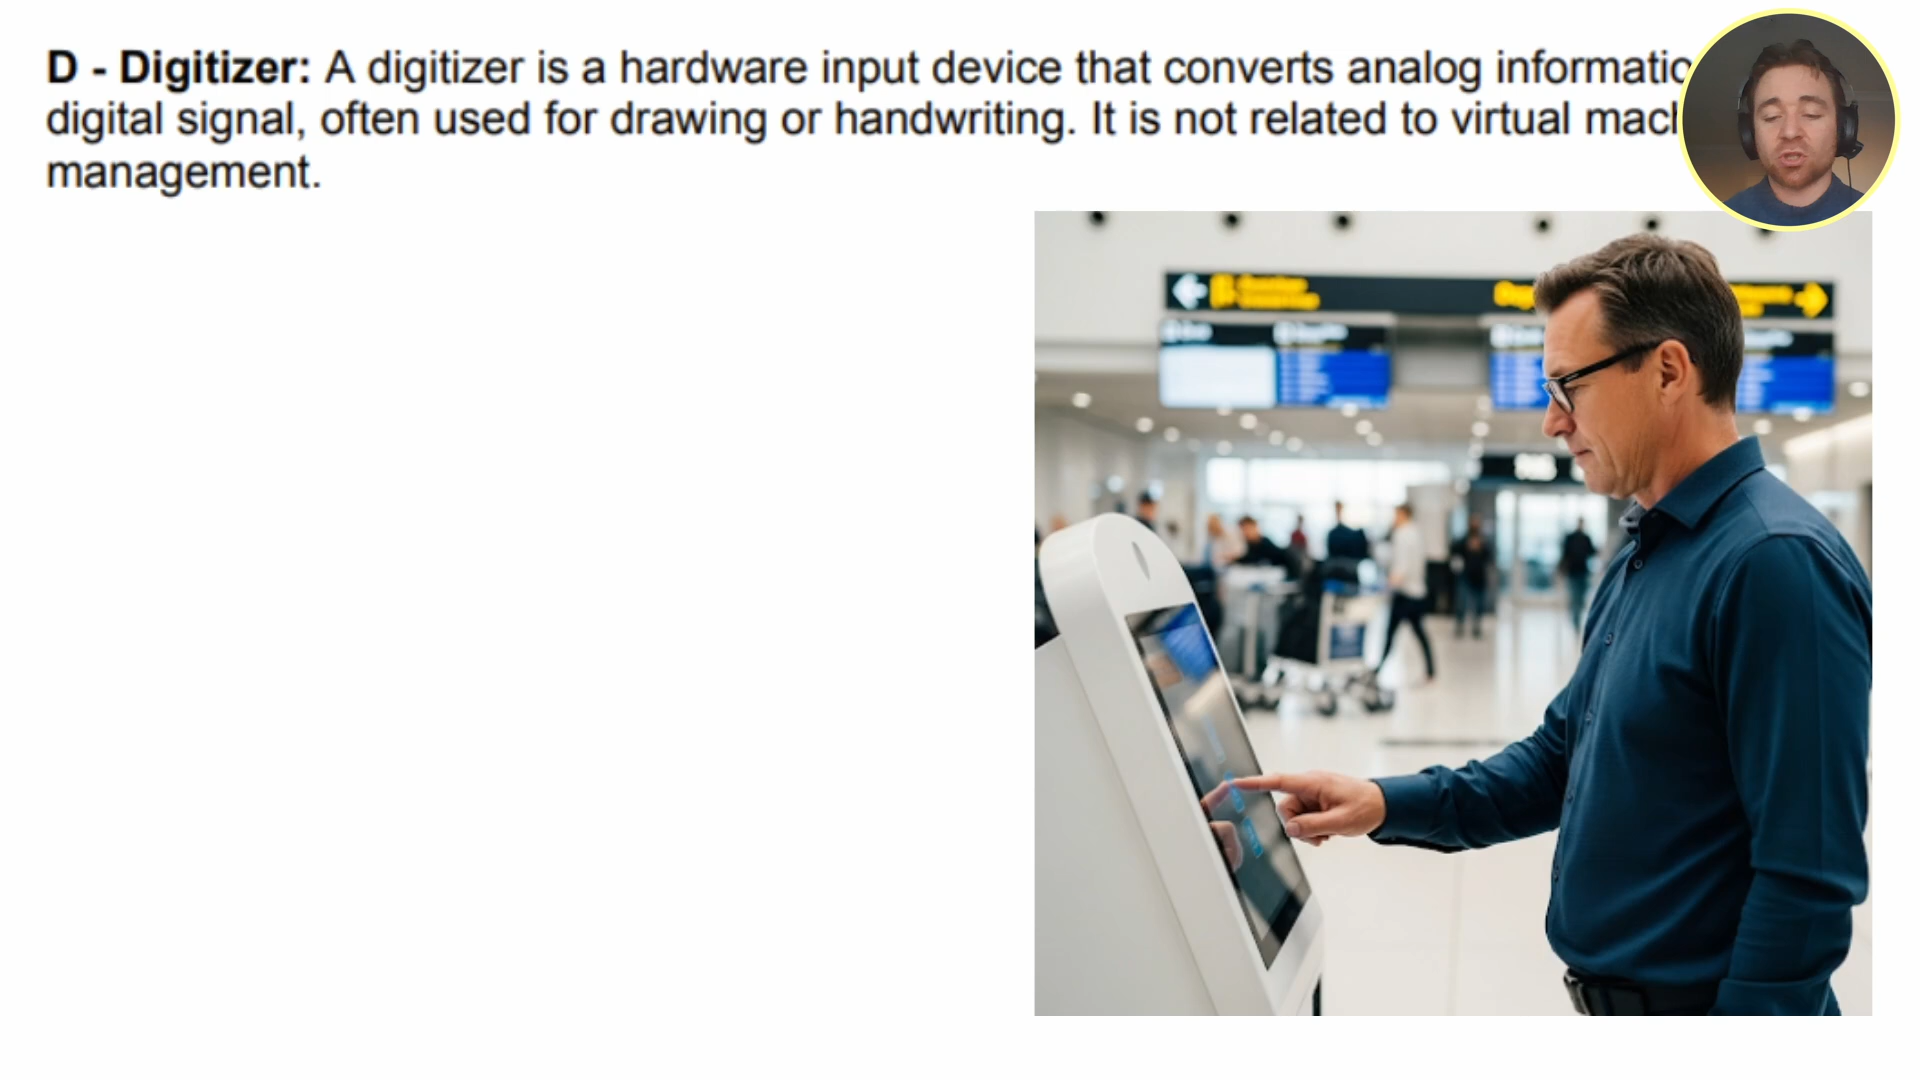 D - Digitizer: A digitizer is a hardware input device that converts analog informatio
digital signal, often used for drawing or handwriting. It is not related to virtual mach
management.